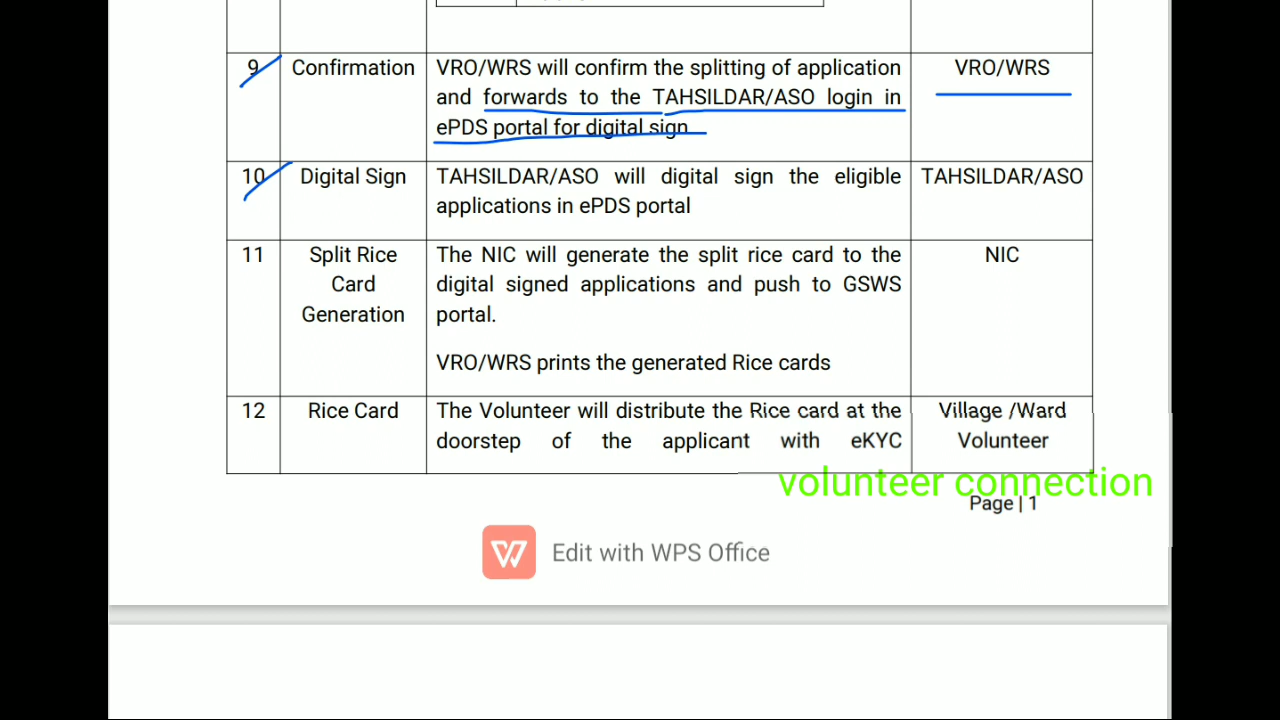 9 Confirmation VRO/WRS will confirm the splitting of application VRO/WRS
and forwards to the TAHSILDAR/ASO login in
ePDS portal for digital sign
10 Digital Sign TAHSILDAR/ASO will digital sign the eligible TAHSILDAR/ASO
applications in ePDS portal
11 Split Rice The NIC will generate the split rice card to the NIC
Card digital signed applications and push to GSWS
Generation portal.
VRO/WRS prints the generated Rice cards
12 Rice Card The Volunteer will distribute the Rice card at the Village /Ward
doorstep of the applicant with eKYC Volunteer
volunteer connection
Page | 1
Edit with WPS Office